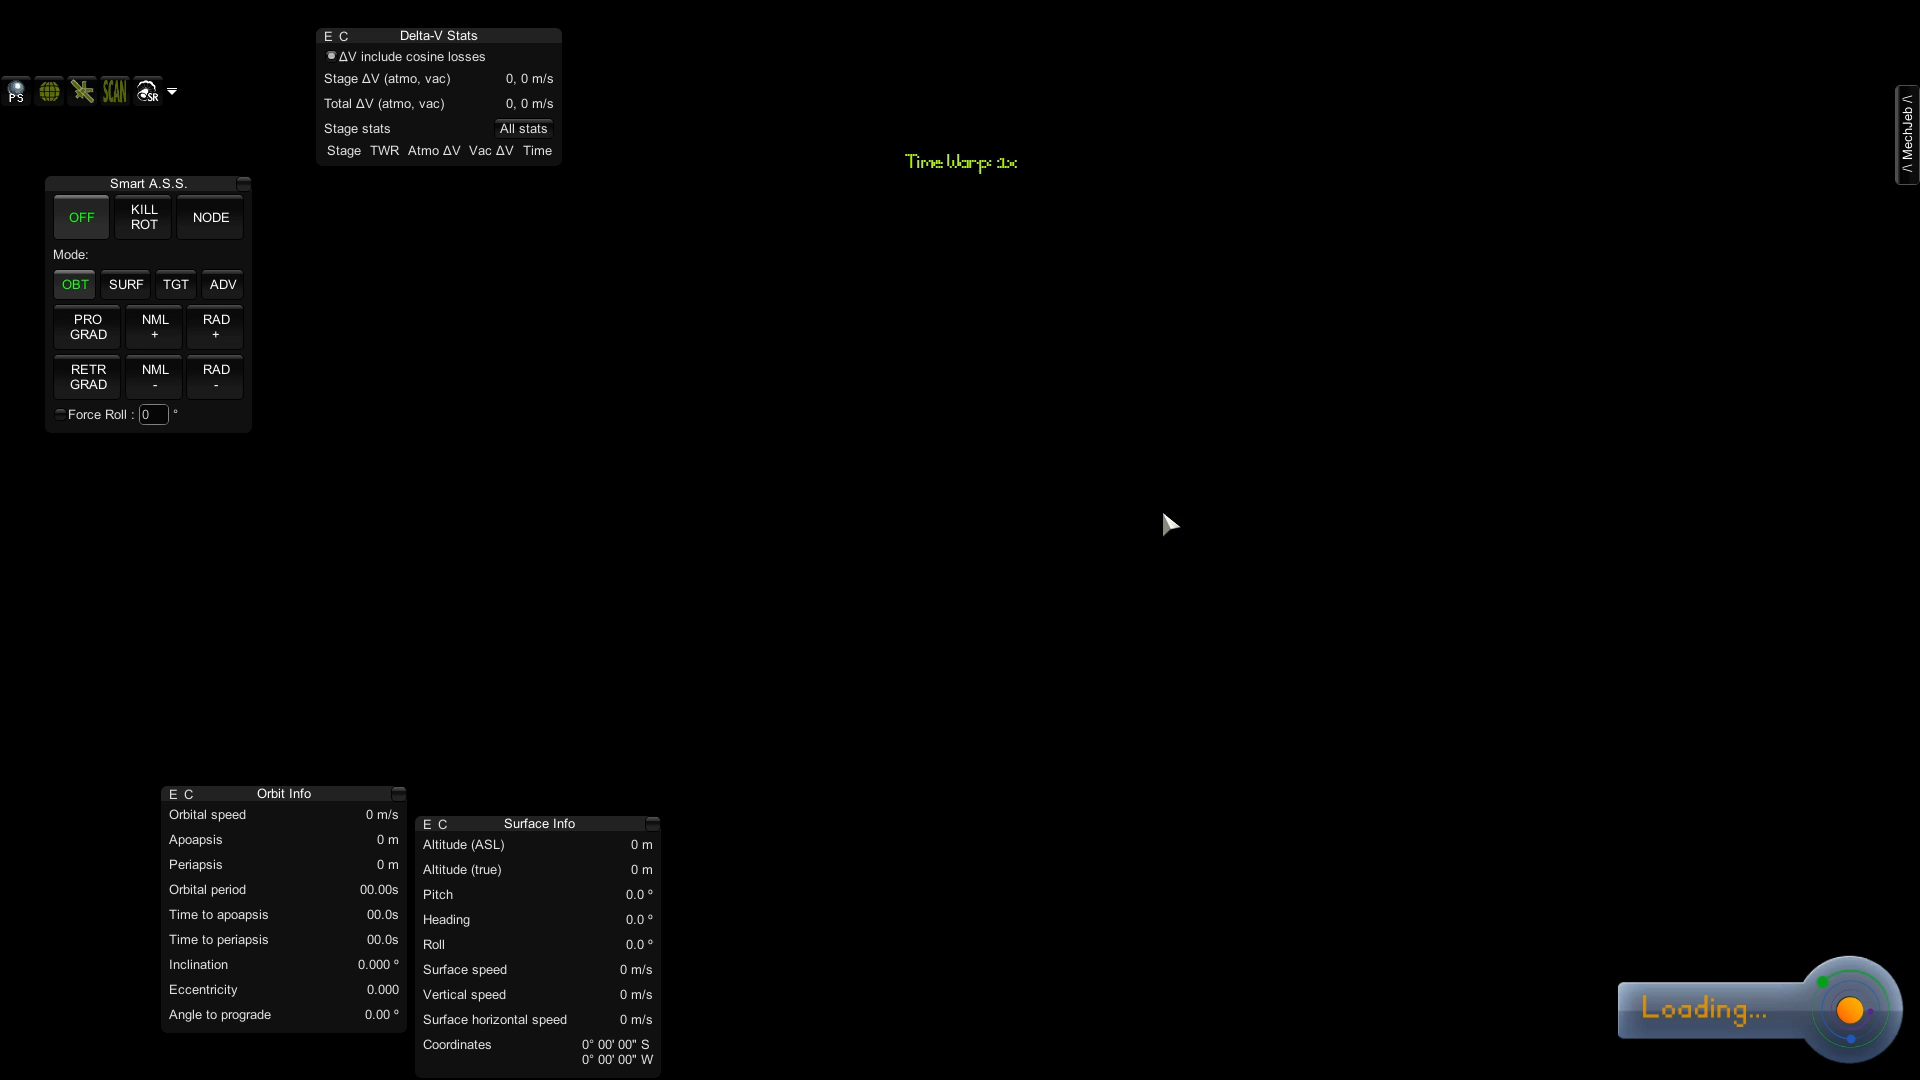 E C Delta-V Stats
ΔV include cosine losses
Stage ΔV (atmo, vac) 0, 0 m/s
Total ΔV (atmo, vac) 0, 0 m/s
Stage stats All stats
Stage TWR Atmo ΔV Vac ΔV Time
PS SCAN SR
\/ MechJeb \/
Time Warp: 1x
Smart A.S.S.
OFF KILL ROT NODE
Mode:
OBT SURF TGT ADV
PRO GRAD NML + RAD +
RETR GRAD NML - RAD -
Force Roll : 0 °
E C Orbit Info
Orbital speed 0 m/s
Apoapsis 0 m
Periapsis 0 m
Orbital period 00.00s
Time to apoapsis 00.0s
Time to periapsis 00.0s
Inclination 0.000 º
Eccentricity 0.000
Angle to prograde 0.00 º
E C Surface Info
Altitude (ASL) 0 m
Altitude (true) 0 m
Pitch 0.0 º
Heading 0.0 º
Roll 0.0 º
Surface speed 0 m/s
Vertical speed 0 m/s
Surface horizontal speed 0 m/s
Coordinates 0° 00' 00" S
0° 00' 00" W
Loading...